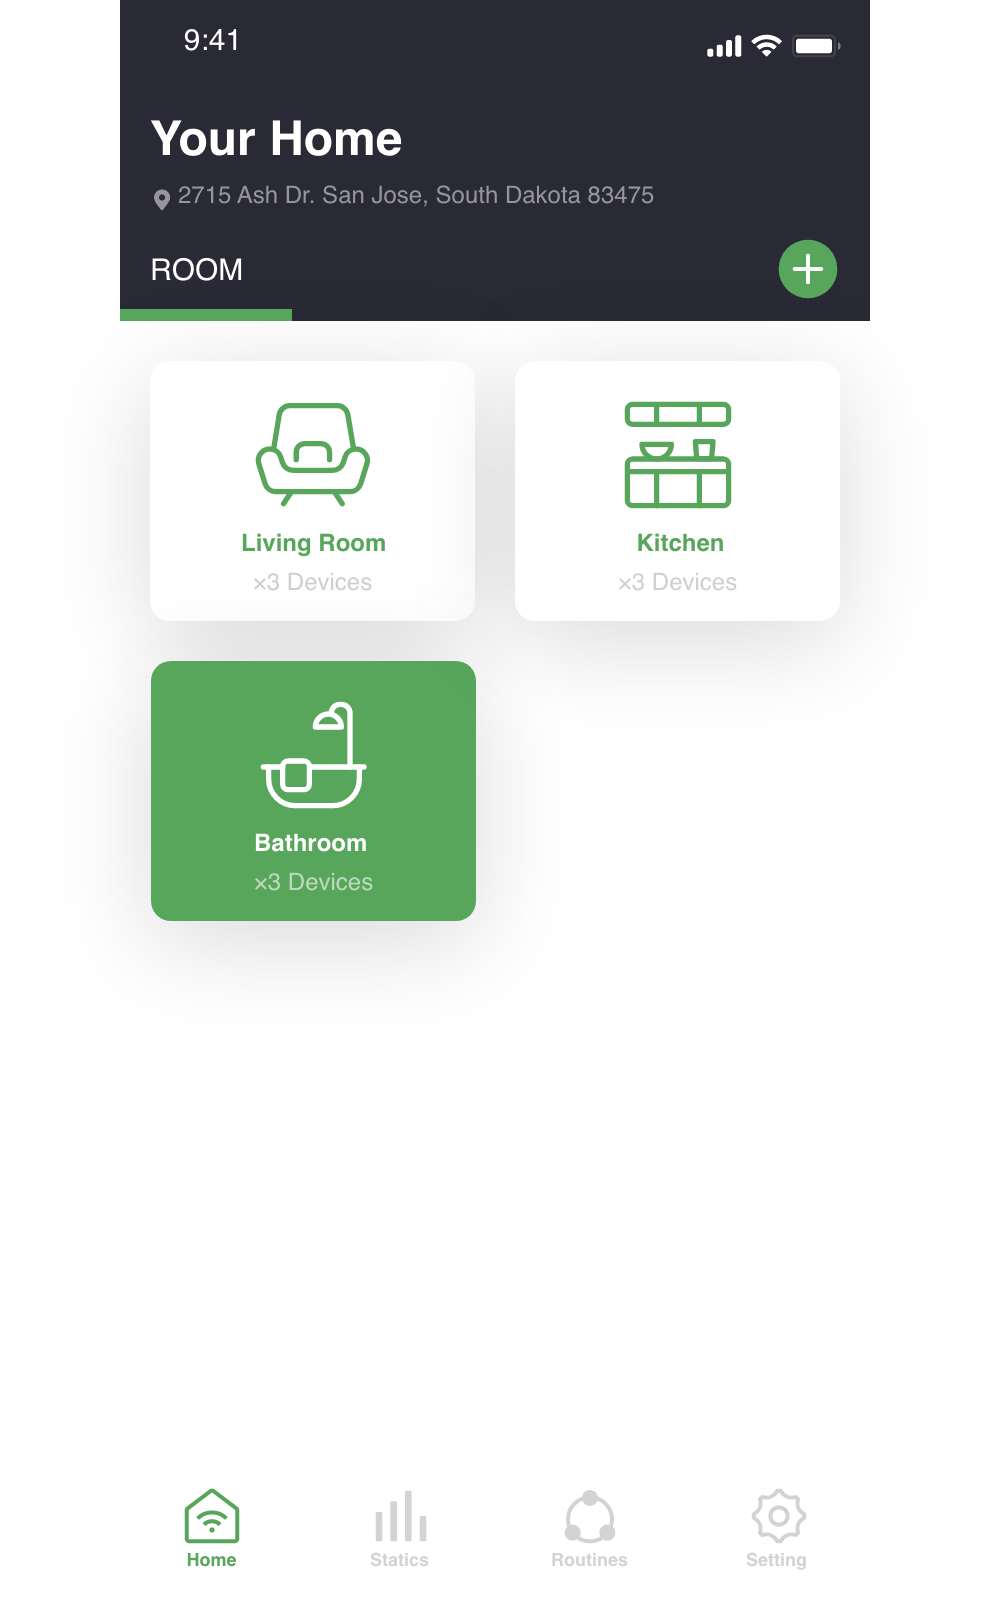 9:41
Your Home
2715 Ash Dr. San Jose, South Dakota 83475
ROOM
Living Room
×3 Devices
Kitchen
×3 Devices
Bathroom
×3 Devices
Home
Statics
Routines
Setting